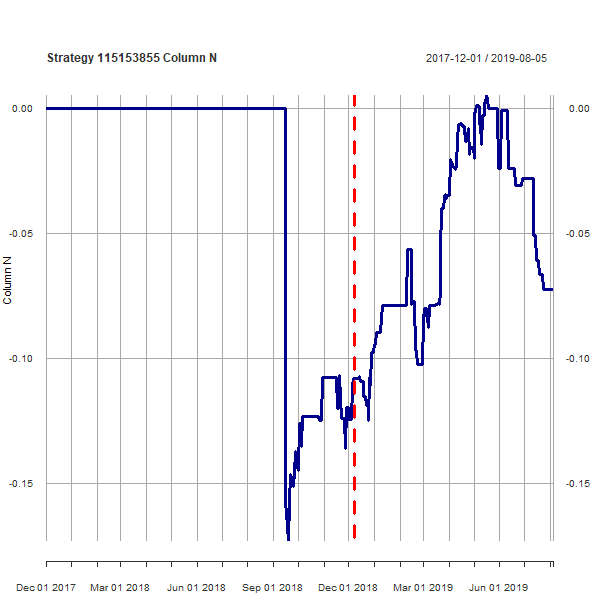 Strategy 115153855 Column N
2017-12-01 / 2019-08-05
0.00 0.00
-0.05 -0.05
Column N
-0.10 -0.10
-0.15 -0.15
Dec 01 2017 Mar 01 2018 Jun 01 2018 Sep 01 2018 Dec 01 2018 Mar 01 2019 Jun 01 2019